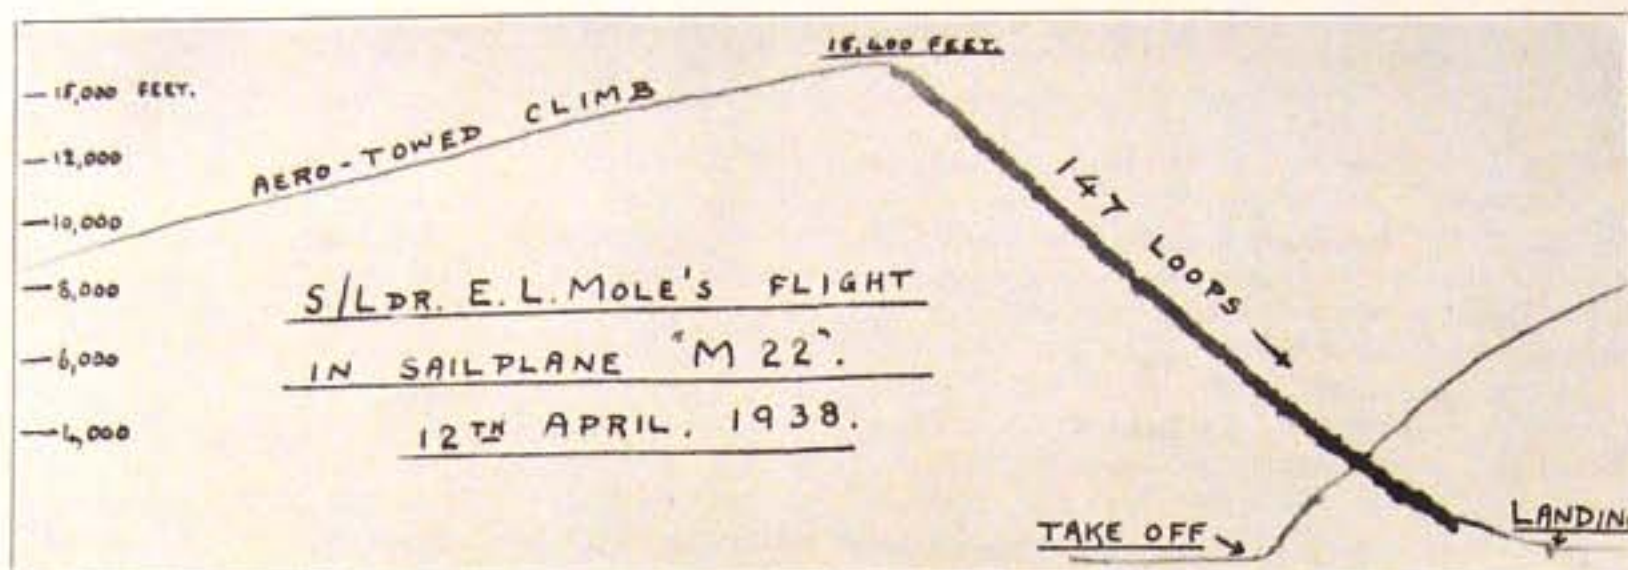 15,400 FEET.
15,000 FEET.
AERO-TOWED CLIMB
12,000
10,000
147 LOOPS
8,000
S/LDR. E. L. MOLE'S FLIGHT
6,000
IN SAILPLANE "M 22".
4,000
12TH APRIL. 1938.
TAKE OFF
LANDING